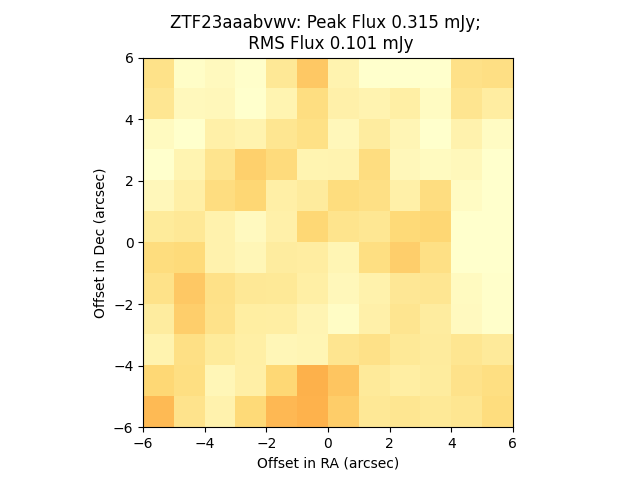 ZTF23aaabvwv: Peak Flux 0.315 mJy;
RMS Flux 0.101 mJy
6
4
2
0
−2
−4
−6
Offset in Dec (arcsec)
−6 −4 −2 0 2 4 6
Offset in RA (arcsec)